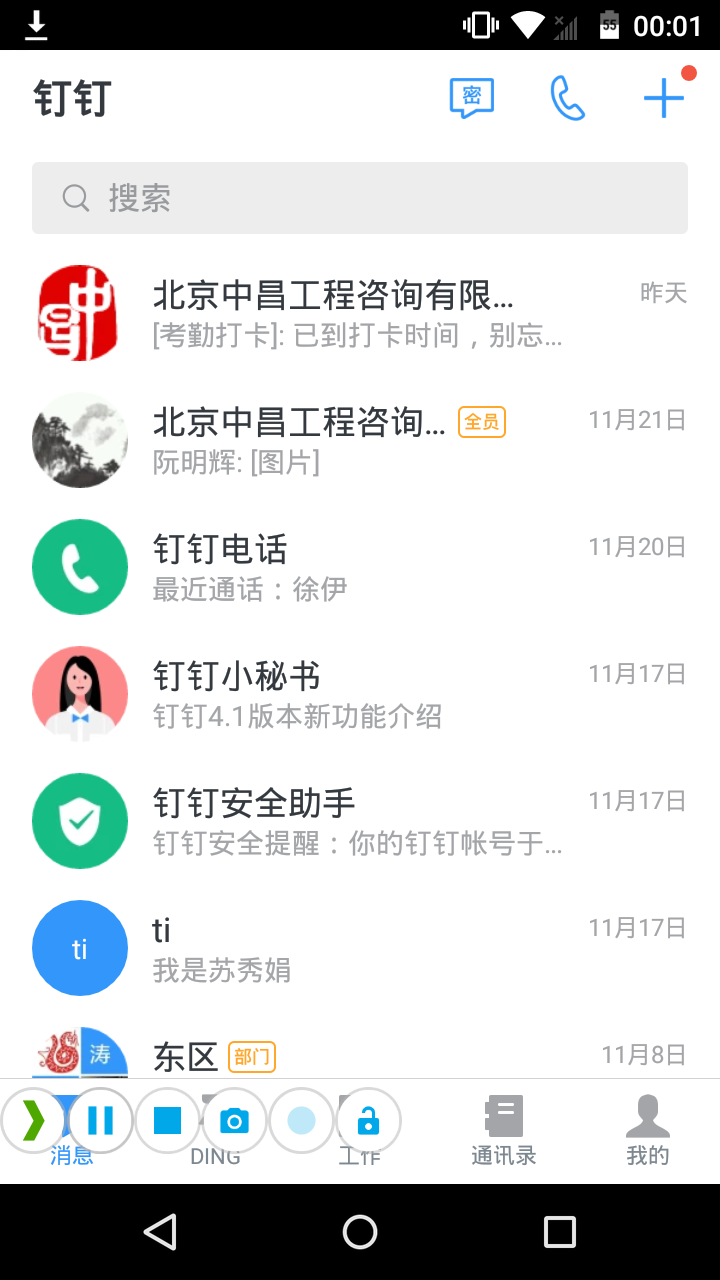 55 00:01
钉钉
密
搜索
北京中昌工程咨询有限... 昨天
[考勤打卡]: 已到打卡时间，别忘...
北京中昌工程咨询... 全员 11月21日
阮明辉: [图片]
钉钉电话 11月20日
最近通话：徐伊
钉钉小秘书 11月17日
钉钉4.1版本新功能介绍
钉钉安全助手 11月17日
钉钉安全提醒：你的钉钉帐号于...
ti
ti 11月17日
我是苏秀娟
涛
东区 部门 11月8日
消息 DING 工作 通讯录 我的